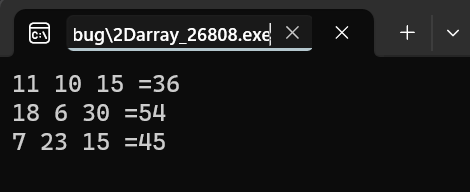 C:\
bug\2Darray_26808.exe
11 10 15 =36
18 6 30 =54
7 23 15 =45